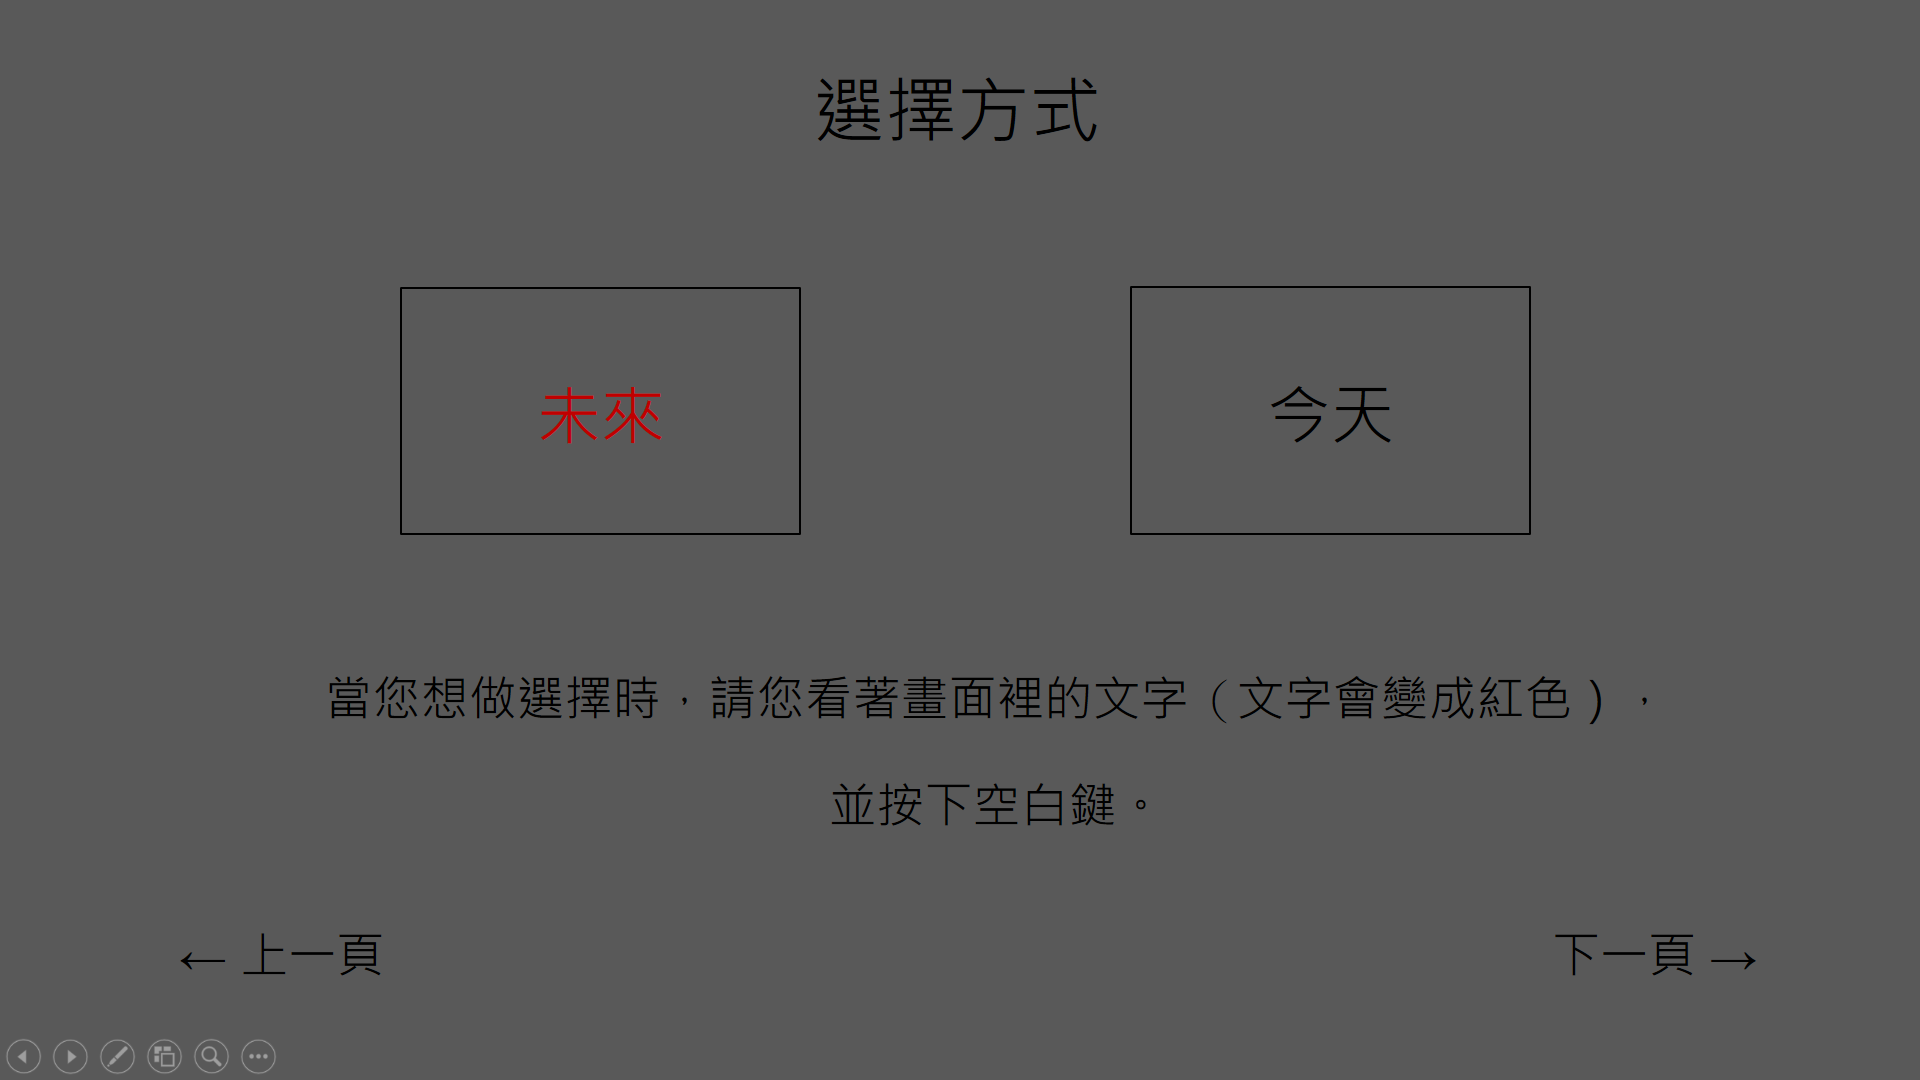 選擇方式
未來
今天
當您想做選擇時，請您看著畫面裡的文字（文字會變成紅色），
並按下空白鍵。
← 上一頁
下一頁 →